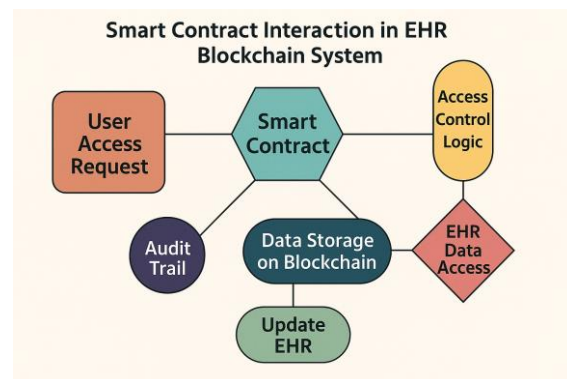 Smart Contract Interaction in EHR
Blockchain System
User
Access
Request
Smart
Contract
Access
Control
Logic
Audit
Trail
Data Storage
on Blockchain
EHR
Data
Access
Update
EHR